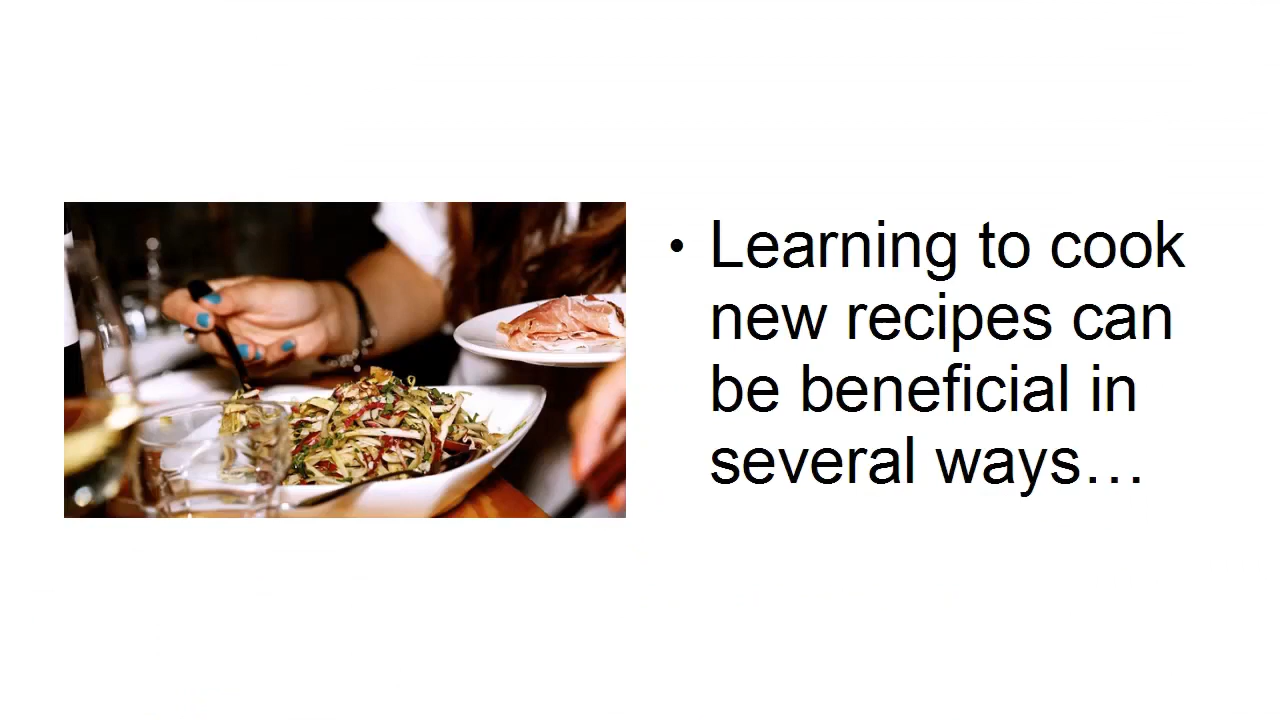 • Learning to cook
new recipes can
be beneficial in
several ways…